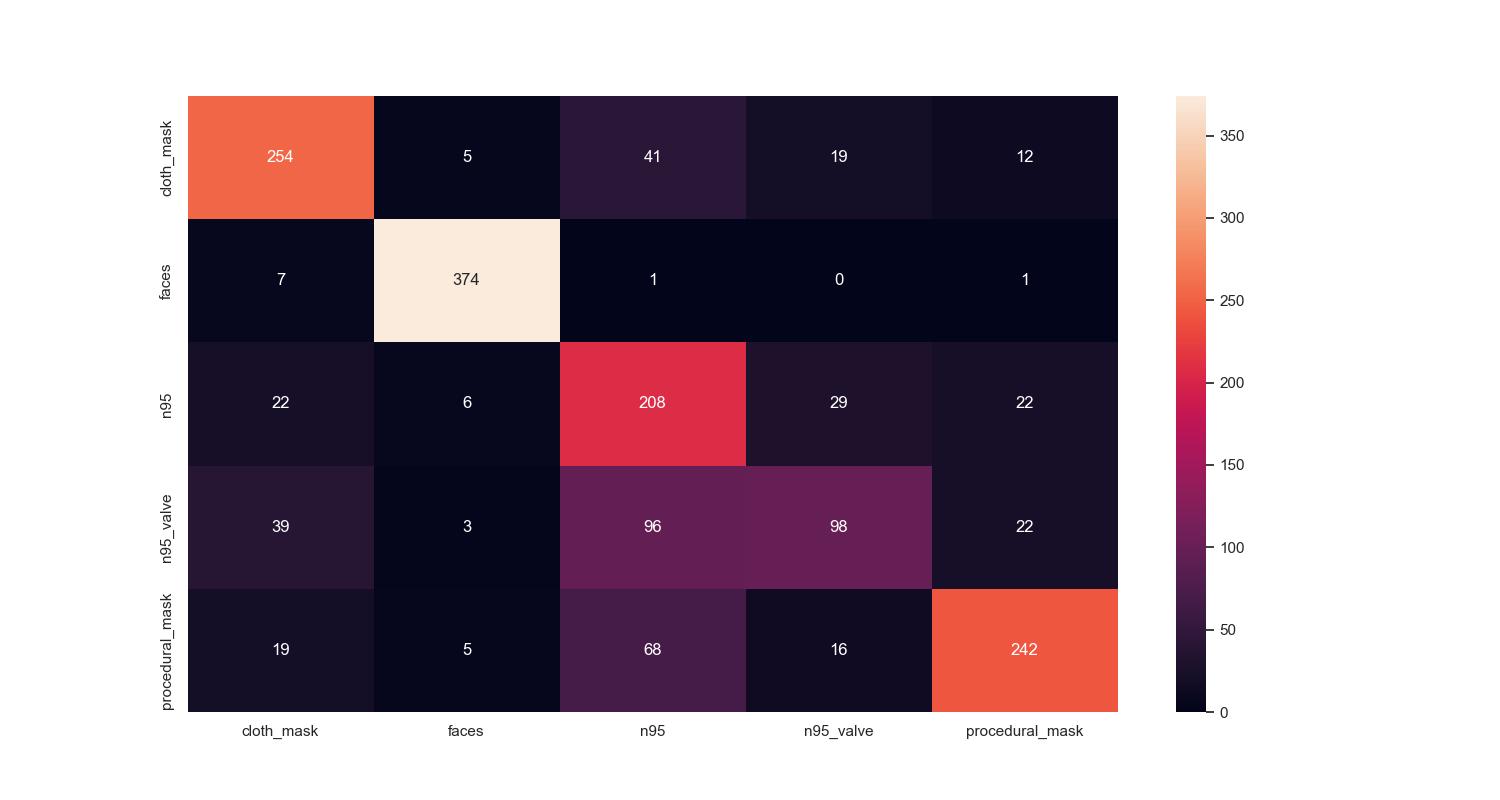 cloth_mask 254 5 41 19 12
faces 7 374 1 0 1
n95 22 6 208 29 22
n95_valve 39 3 96 98 22
procedural_mask 19 5 68 16 242
cloth_mask faces n95 n95_valve procedural_mask
350
300
250
200
150
100
50
0